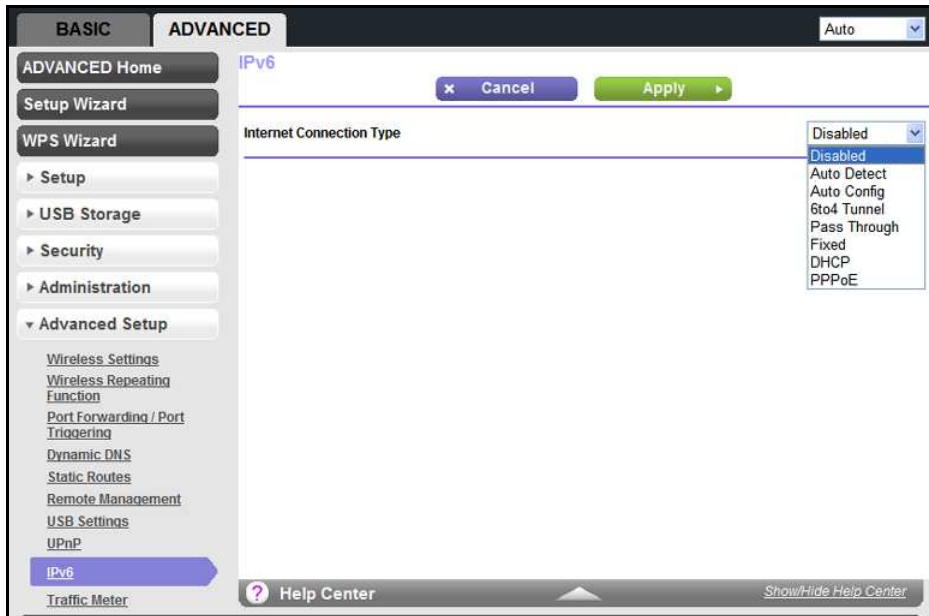 BASIC
ADVANCED
Auto
ADVANCED Home
Setup Wizard
WPS Wizard
Setup
USB Storage
Security
Administration
Advanced Setup
Wireless Settings
Wireless Repeating
Function
Port Forwarding / Port
Triggering
Dynamic DNS
Static Routes
Remote Management
USB Settings
UPnP
IPv6
Traffic Meter
IPv6
Cancel
Apply
Internet Connection Type
Disabled
Disabled
Auto Detect
Auto Config
6to4 Tunnel
Pass Through
Fixed
DHCP
PPPoE
? Help Center
Show/Hide Help Center